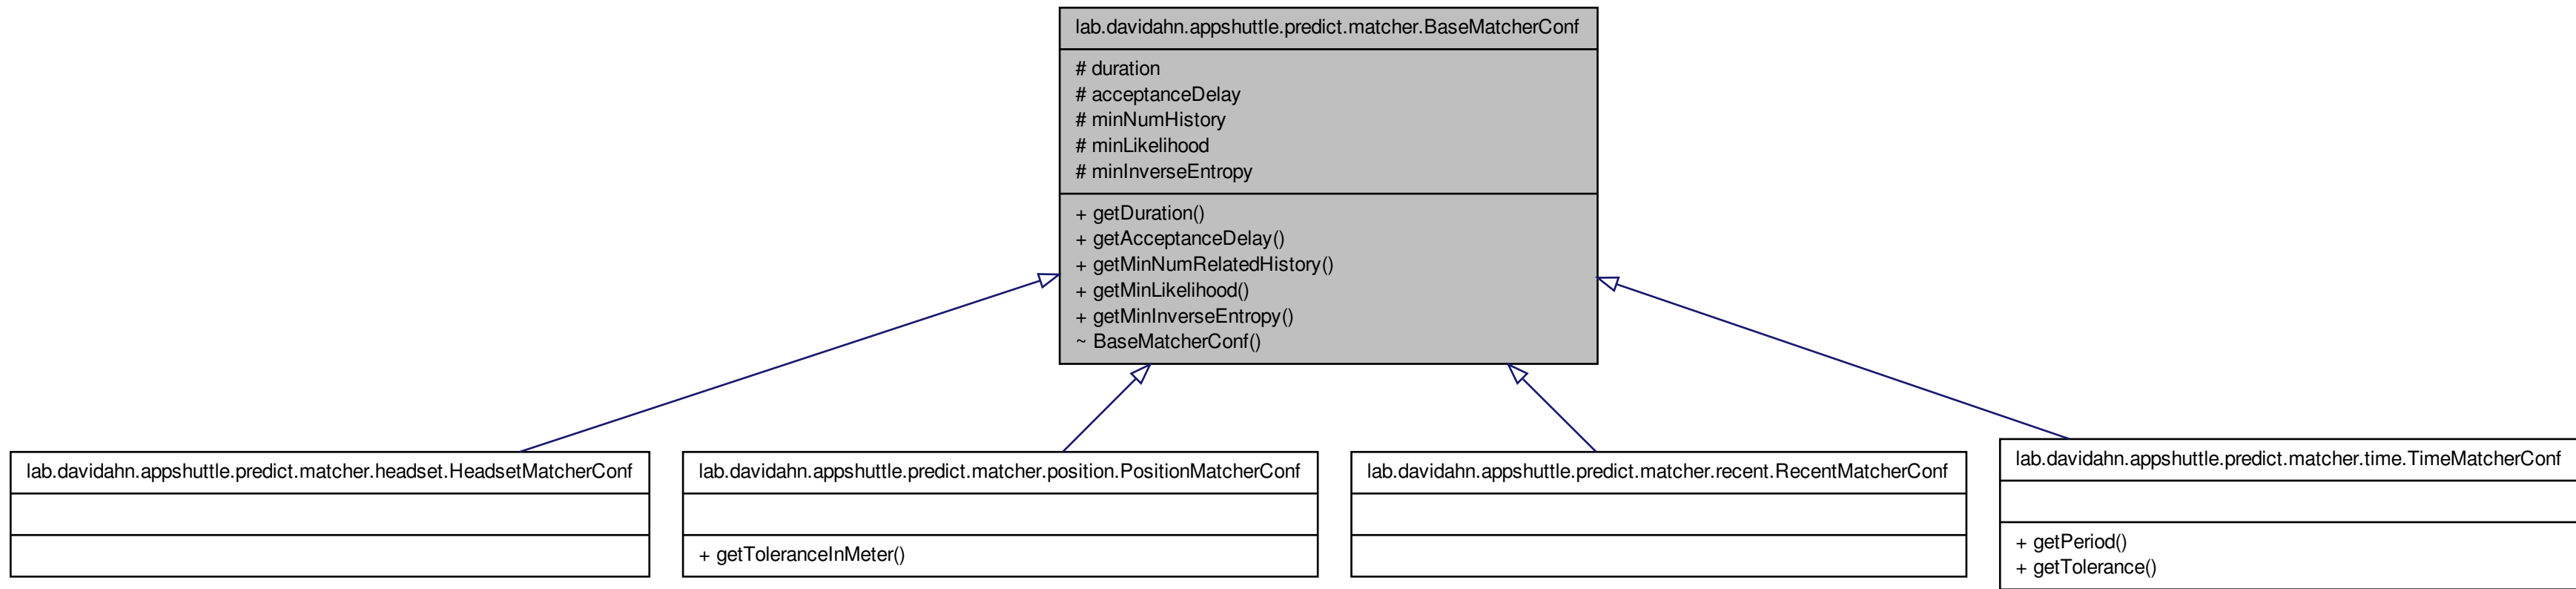 lab.davidahn.appshuttle.predict.matcher.BaseMatcherConf
# duration
# acceptanceDelay
# minNumHistory
# minLikelihood
# minInverseEntropy
+ getDuration()
+ getAcceptanceDelay()
+ getMinNumRelatedHistory()
+ getMinLikelihood()
+ getMinInverseEntropy()
~ BaseMatcherConf()
lab.davidahn.appshuttle.predict.matcher.headset.HeadsetMatcherConf
lab.davidahn.appshuttle.predict.matcher.position.PositionMatcherConf
+ getToleranceInMeter()
lab.davidahn.appshuttle.predict.matcher.recent.RecentMatcherConf
lab.davidahn.appshuttle.predict.matcher.time.TimeMatcherConf
+ getPeriod()
+ getTolerance()